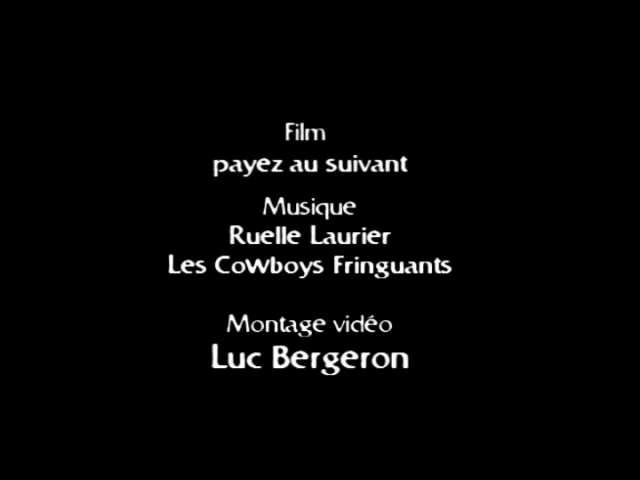 Film
payez au suivant
Musique
Ruelle Laurier
Les Cowboys Fringuants
Montage vidéo
Luc Bergeron